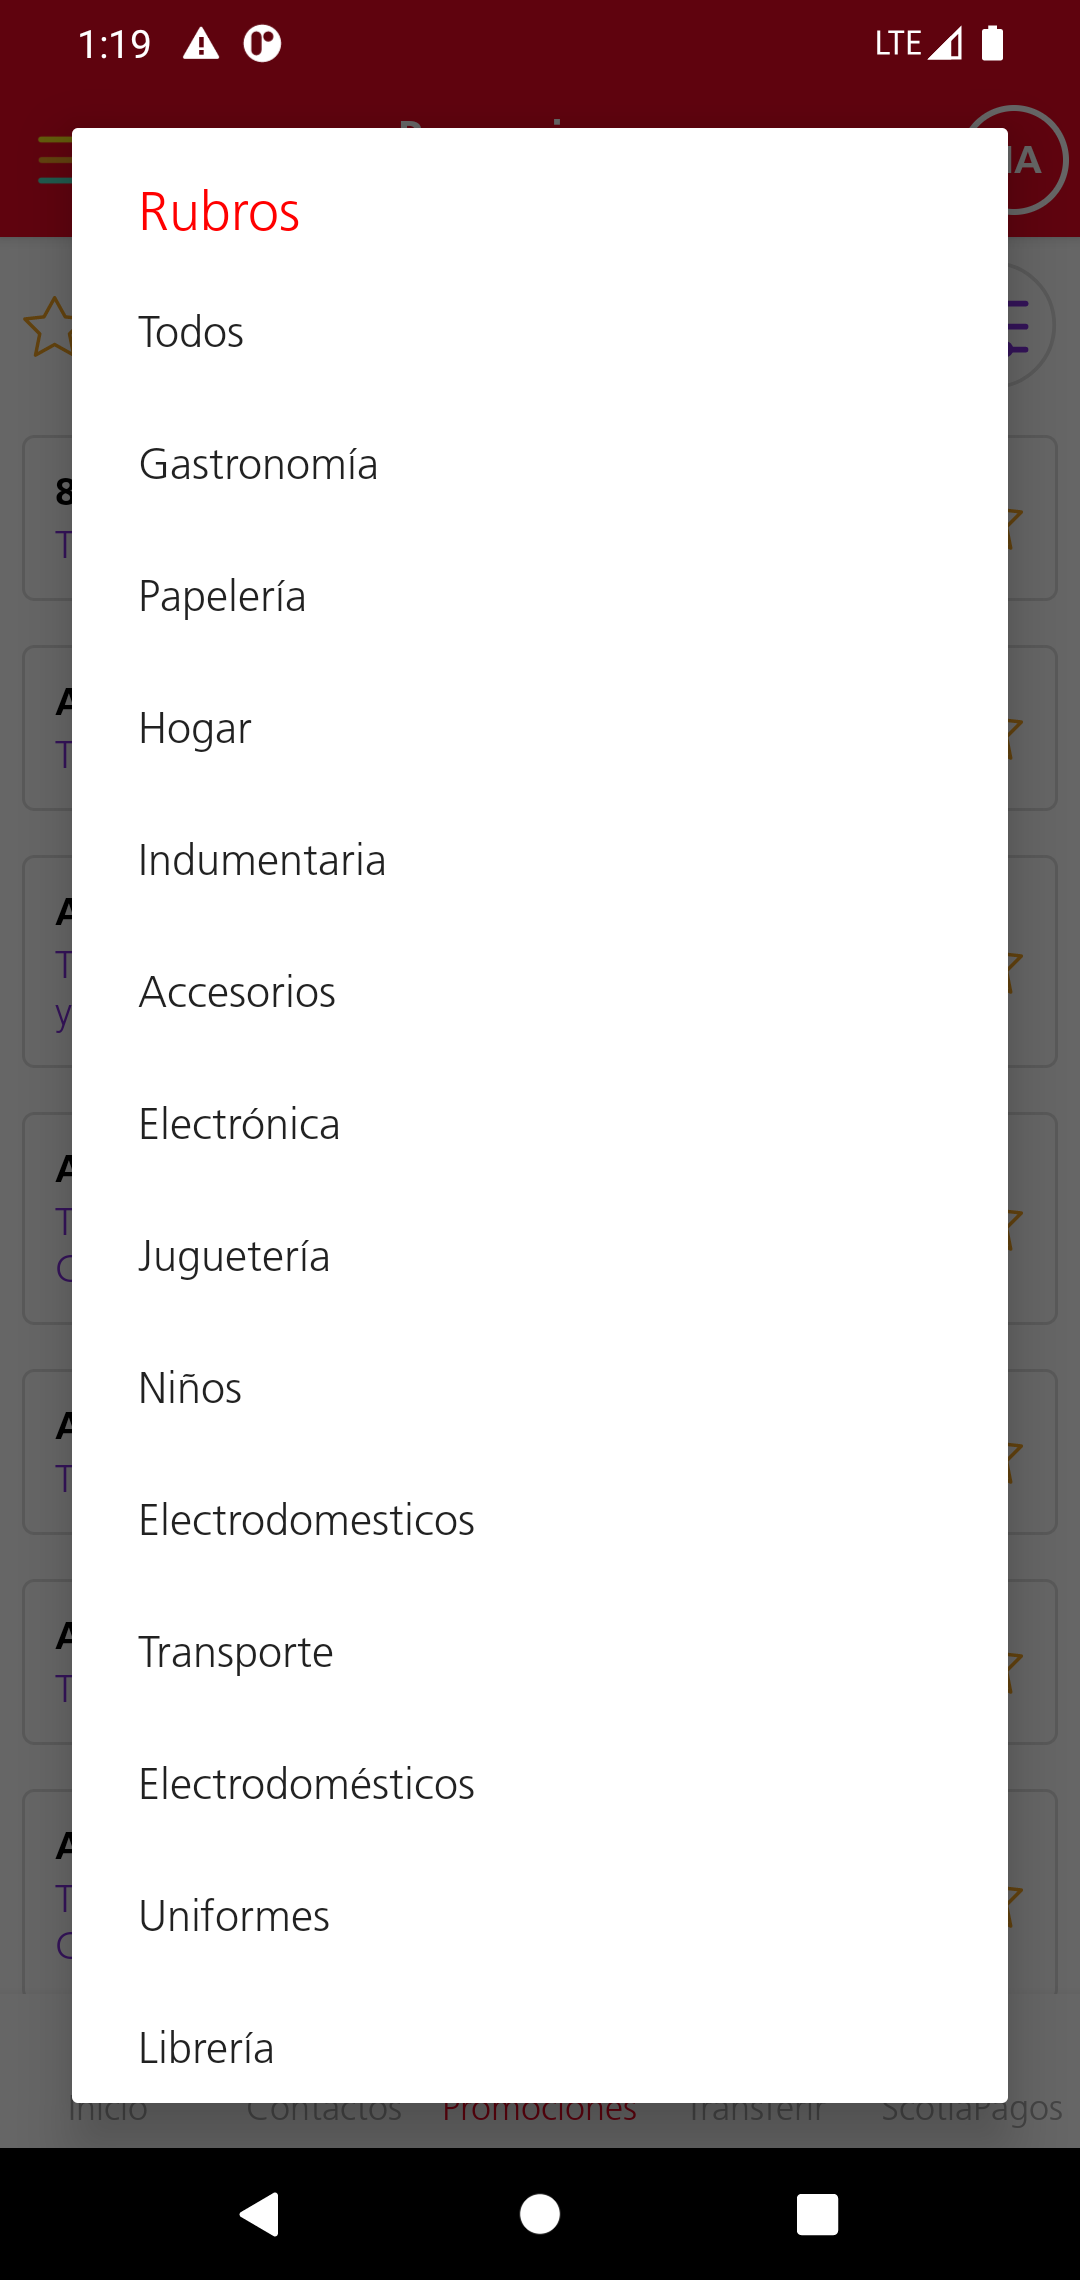 1:19 LTE
Rubros
Todos
Gastronomía
Papelería
Hogar
Indumentaria
Accesorios
Electrónica
Juguetería
Niños
Electrodomesticos
Transporte
Electrodomésticos
Uniformes
Librería
Inicio Contactos Promociones Transferir ScotiaPagos